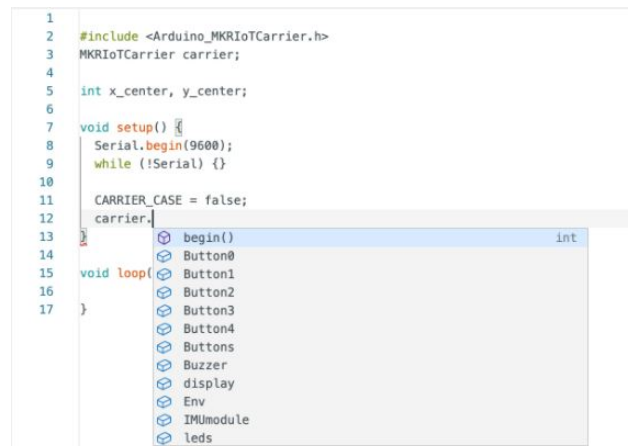 1
2 #include <Arduino_MKRIoTCarrier.h>
3 MKRIoTCarrier carrier;
4
5 int x_center, y_center;
6
7 void setup() {
8 Serial.begin(9600);
9 while (!Serial) {}
10
11 CARRIER_CASE = false;
12 carrier.
13 }
begin() int
14
Button0
15 void loop(
Button1
16
Button2
17 }
Button3
Button4
Buttons
Buzzer
display
Env
IMUmodule
leds